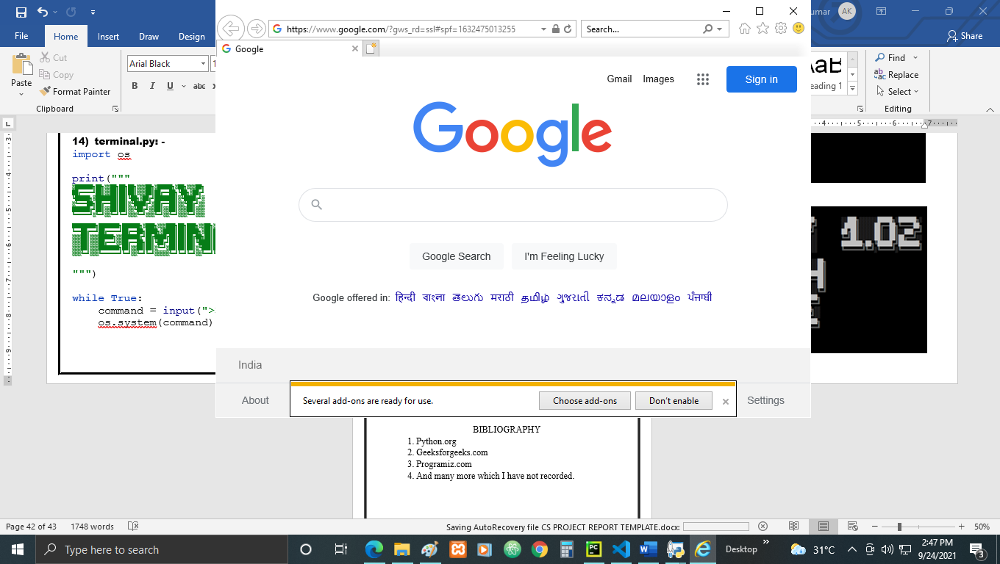 umar AK
File Home Insert Draw Design
Share
https://www.google.com/?gws_rd=ssl#spf=1632475013255
Search...
Google
Cut
Copy
Paste
Format Painter
Clipboard
Arial Black
B I U abc
eading 1
Find
Replace
Select
Editing
Gmail Images Sign in
Google
Google Search I'm Feeling Lucky
Google offered in: हिन्दी বাংলা తెలుగు मराठी தமிழ் ગુજરાતી ಕನ್ನಡ മലയാളം ਪੰਜਾਬੀ
India
About
Several add-ons are ready for use. Choose add-ons Don't enable
Settings
14) terminal.py: -
import os
print("""
SHIVAY
TERMIN
""")
while True:
command = input(">
os.system(command)
1.02
BIBLIOGRAPHY
1. Python.org
2. Geeksforgeeks.com
3. Programiz.com
4. And many more which I have not recorded.
Page 42 of 43 1748 words
Saving AutoRecovery file CS PROJECT REPORT TEMPLATE.docx:
50%
Type here to search
Desktop
31°C
2:47 PM
9/24/2021
3